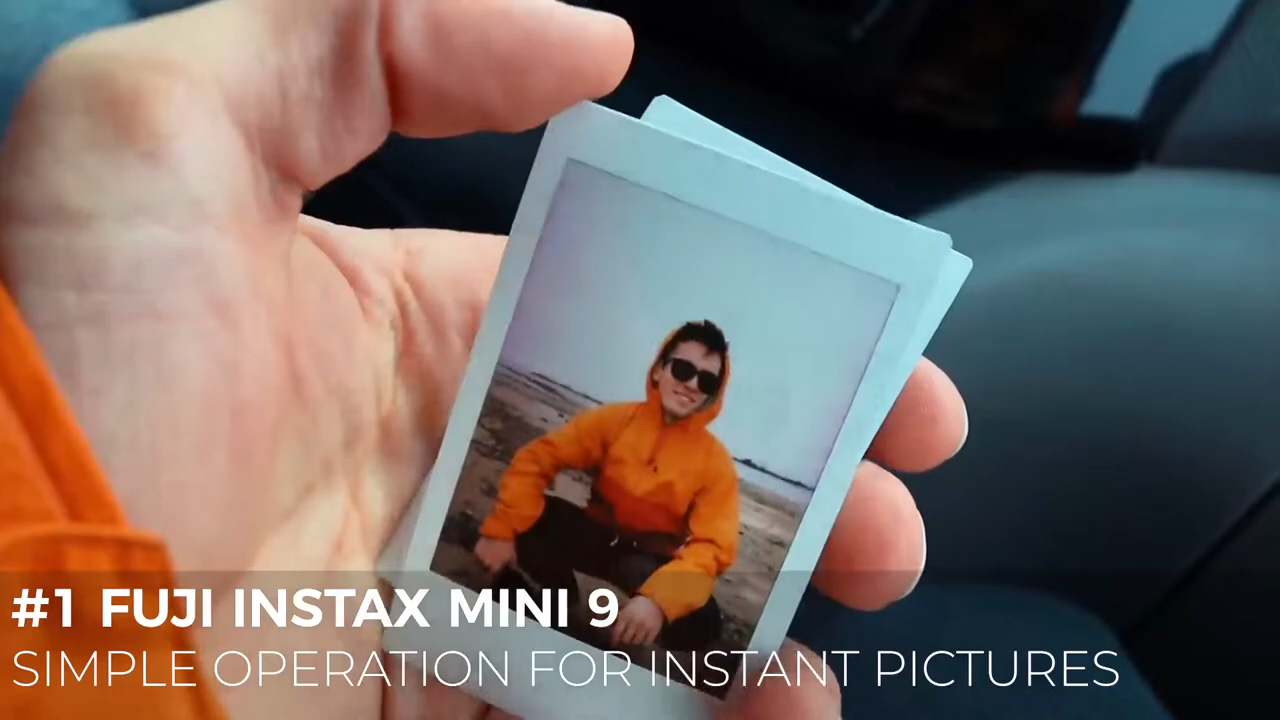 #1 FUJI INSTAX MINI 9
SIMPLE OPERATION FOR INSTANT PICTURES